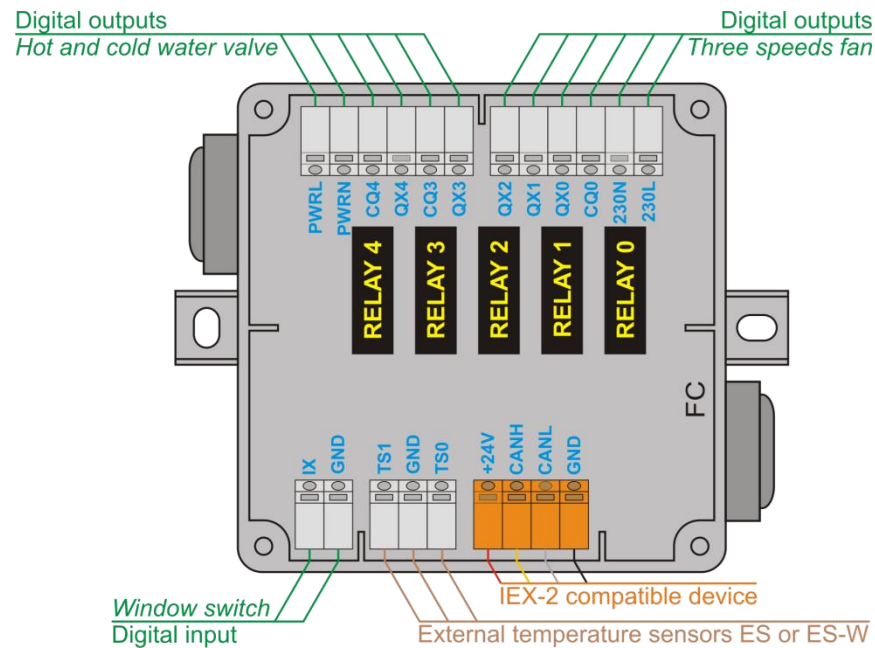 Digital outputs
Hot and cold water valve
Digital outputs
Three speeds fan
PWRL
PWRN
CQ4
QX4
CQ3
QX3
QX2
QX1
QX0
CQ0
230N
230L
RELAY 4
RELAY 3
RELAY 2
RELAY 1
RELAY 0
FC
IX
GND
TS1
GND
TS0
+24V
CANH
CANL
GND
IEX-2 compatible device
Window switch
Digital input
External temperature sensors ES or ES-W